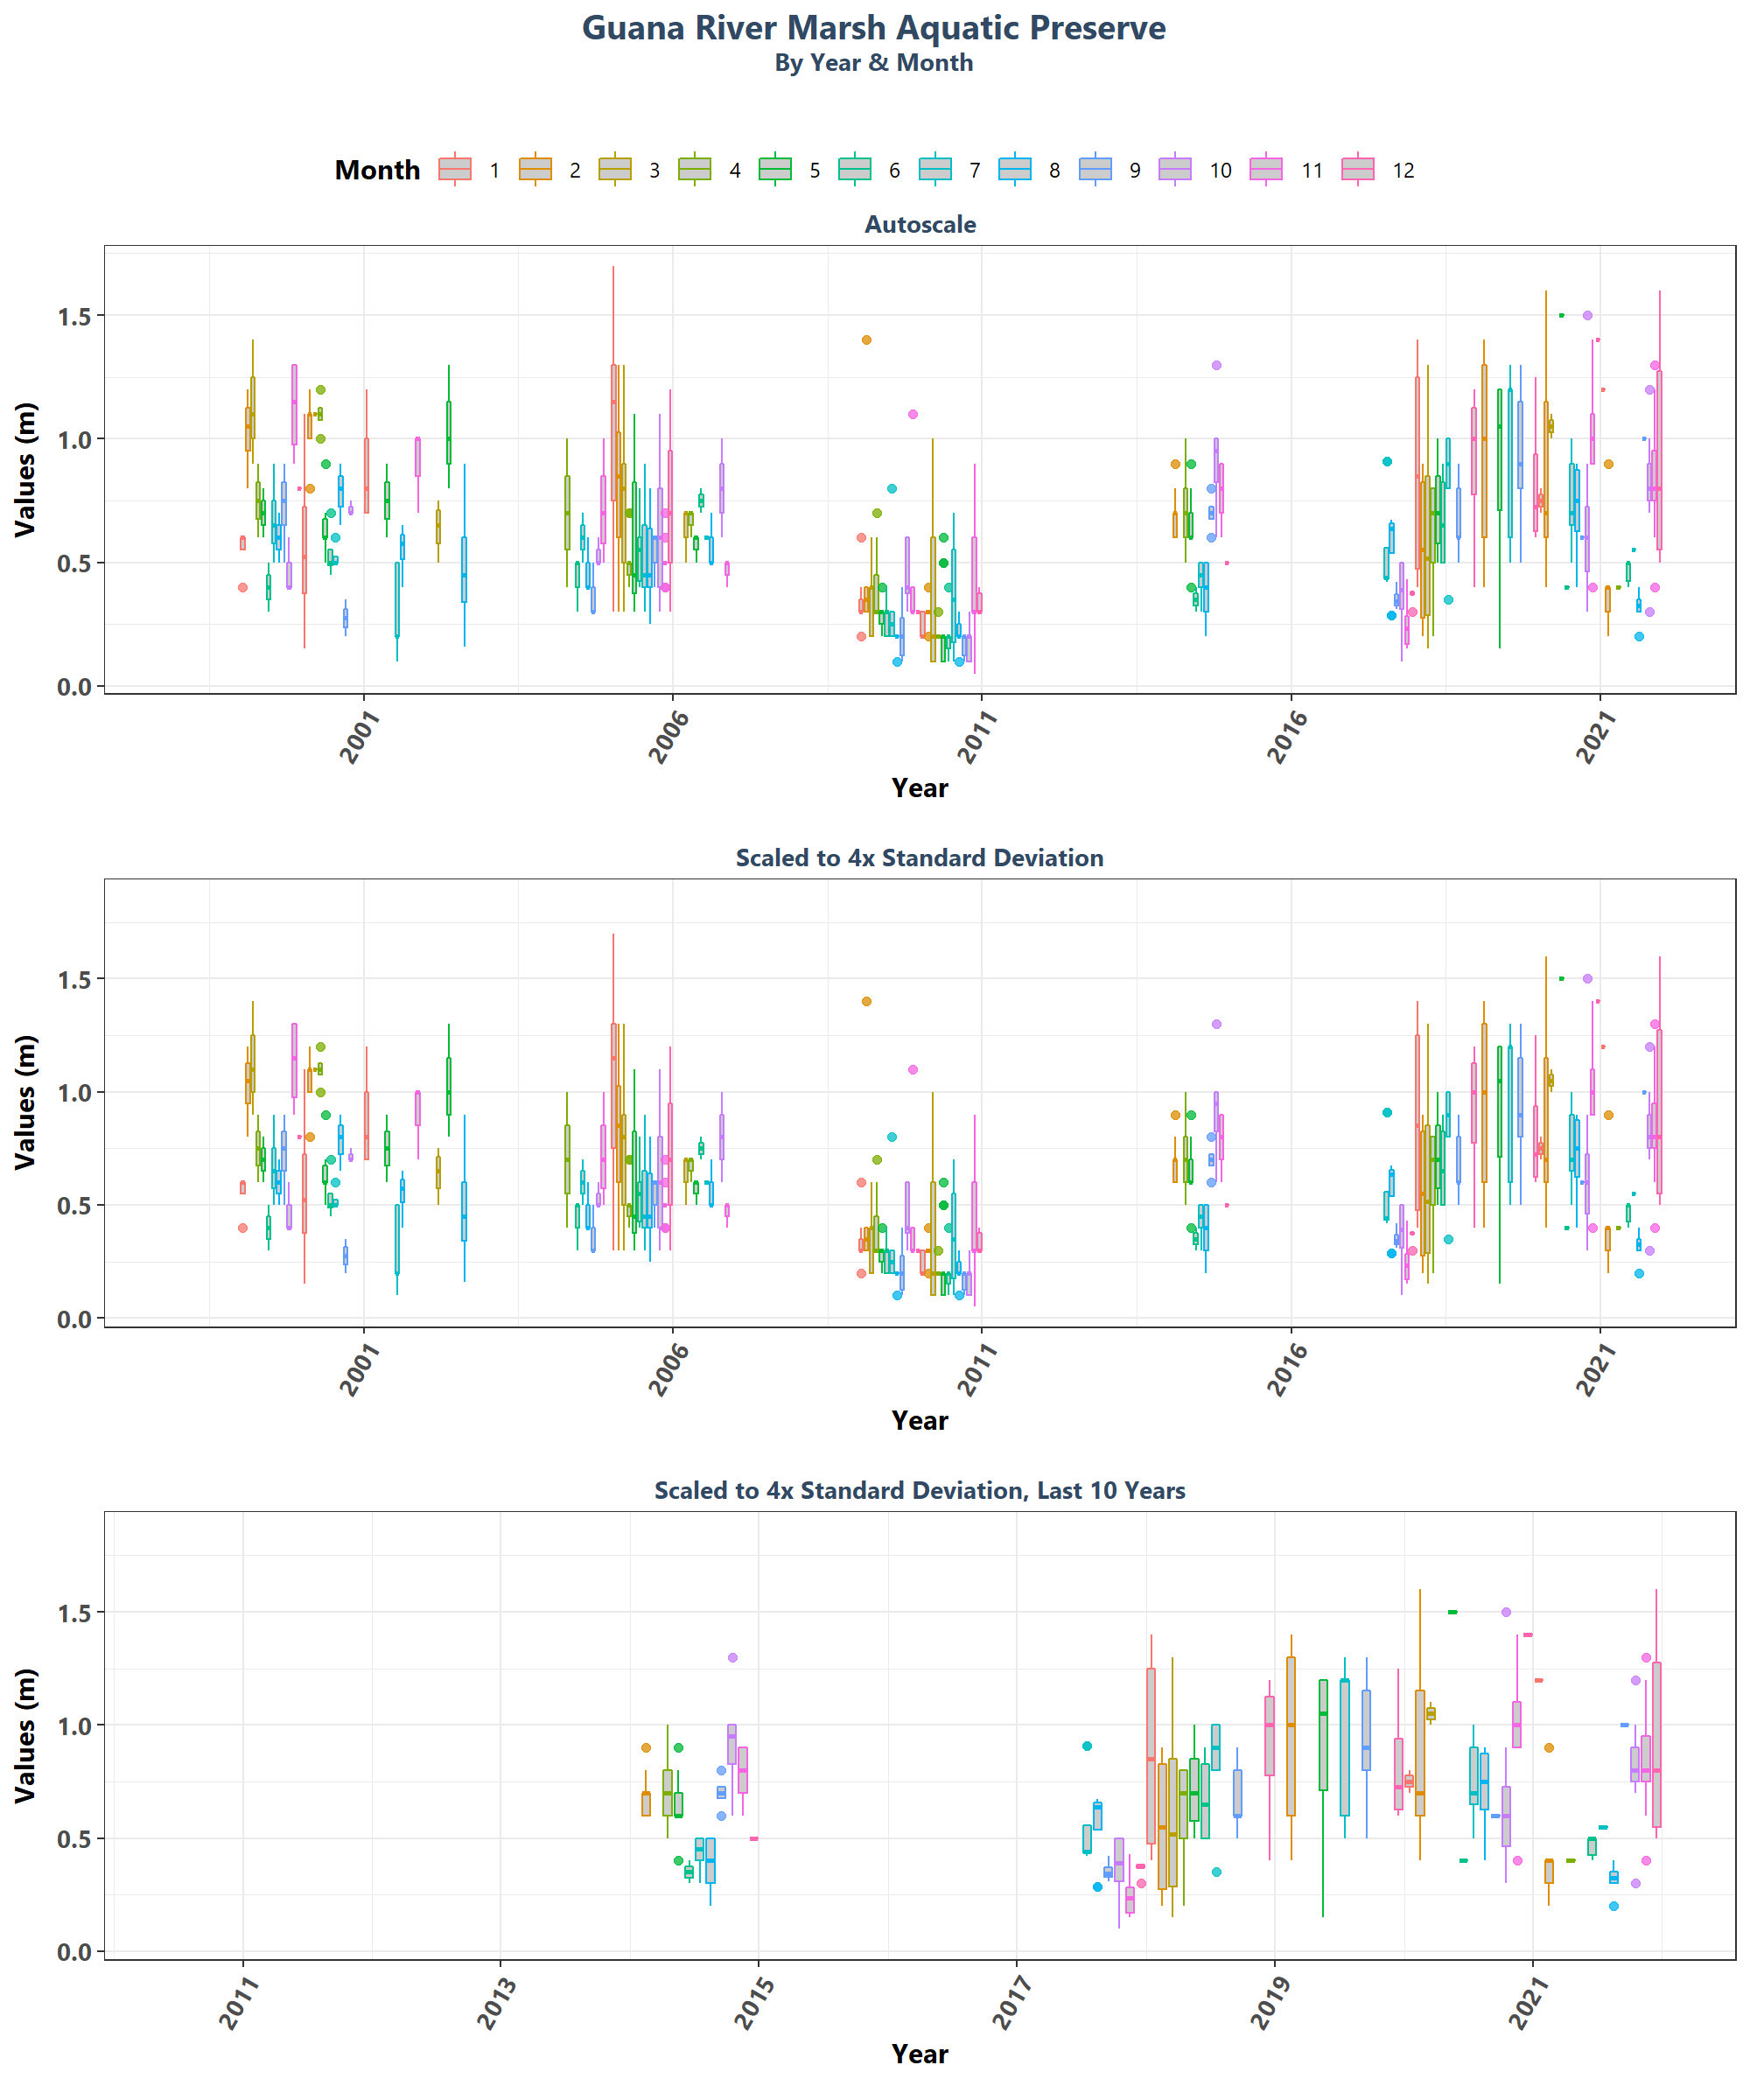 Guana River Marsh Aquatic Preserve
By Year & Month
Month 1 2 3 4 5 6 7 8 9 10 11 12
Autoscale
Values (m)
1.5
1.0
0.5
0.0
2001 2006 2011 2016 2021
Year
Scaled to 4x Standard Deviation
Values (m)
1.5
1.0
0.5
0.0
2001 2006 2011 2016 2021
Year
Scaled to 4x Standard Deviation, Last 10 Years
Values (m)
1.5
1.0
0.5
0.0
2011 2013 2015 2017 2019 2021
Year